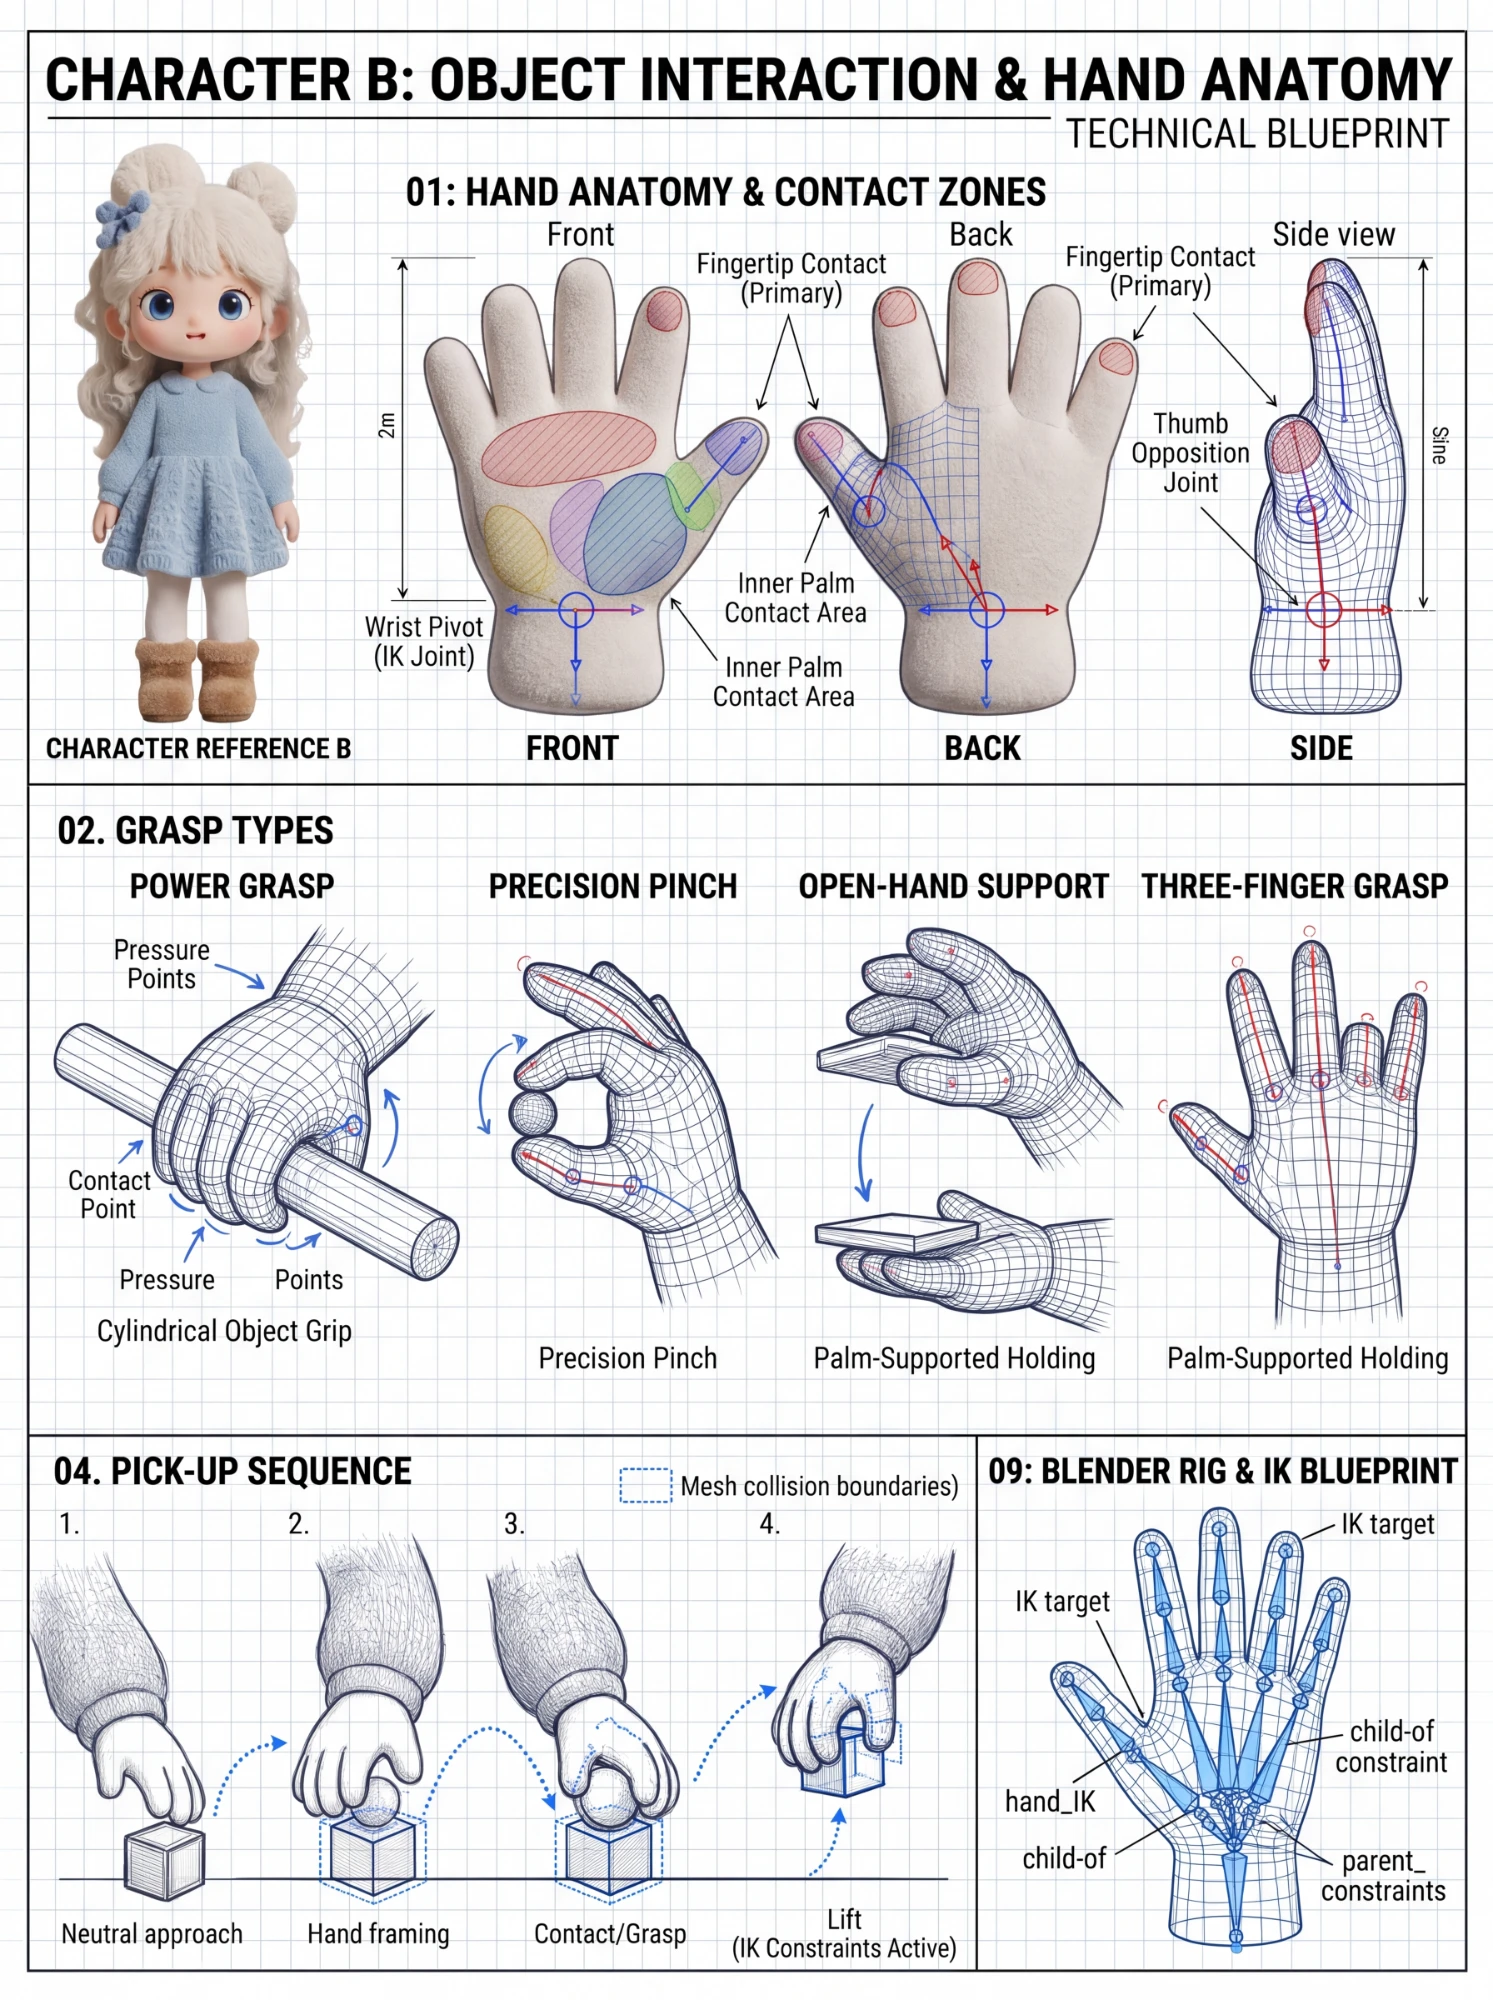 CHARACTER B: OBJECT INTERACTION & HAND ANATOMY
TECHNICAL BLUEPRINT
01: HAND ANATOMY & CONTACT ZONES
Front
Back
Side view
Fingertip Contact
(Primary)
Fingertip Contact
(Primary)
2m
Thumb
Opposition
Joint
Siine
Inner Palm
Contact Area
Wrist Pivot
(IK Joint)
Inner Palm
Contact Area
CHARACTER REFERENCE B
FRONT
BACK
SIDE
02. GRASP TYPES
POWER GRASP
PRECISION PINCH
OPEN-HAND SUPPORT
THREE-FINGER GRASP
Pressure
Points
Contact
Point
Pressure
Points
Cylindrical Object Grip
Precision Pinch
Palm-Supported Holding
Palm-Supported Holding
04. PICK-UP SEQUENCE
Mesh collision boundaries)
1.
2.
3.
4.
Neutral approach
Hand framing
Contact/Grasp
Lift
(IK Constraints Active)
09: BLENDER RIG & IK BLUEPRINT
IK target
IK target
child-of
constraint
hand_IK
child-of
parent_
constraints